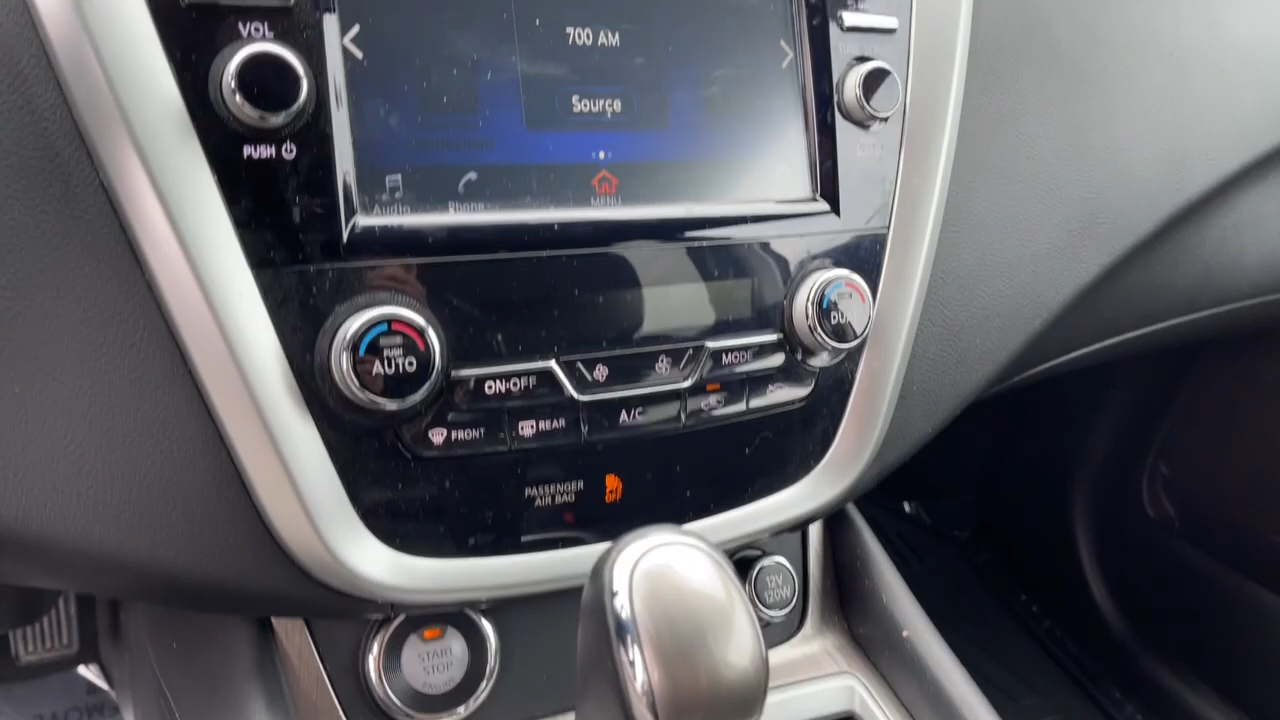 VOL
PUSH
700 AM
Source
Audio
Phone
MENU
PUSH
AUTO
ON·OFF
MODE
FRONT
REAR
A/C
PASSENGER
AIR BAG
OFF
12V
120W
START
STOP
ENGINE